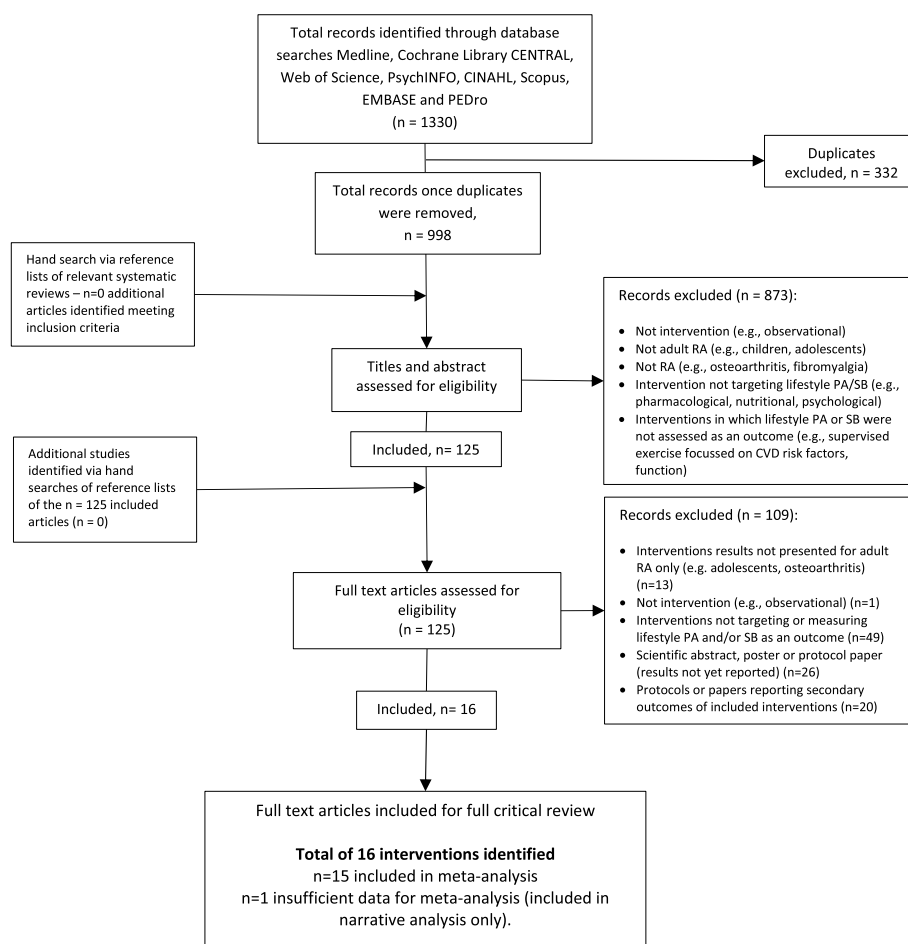 Total records identified through database
searches Medline, Cochrane Library CENTRAL,
Web of Science, PsychINFO, CINAHL, Scopus,
EMBASE and PEDro
(n = 1330)
Duplicates
excluded, n = 332
Total records once duplicates
were removed,
n = 998
Hand search via reference
lists of relevant systematic
reviews – n=0 additional
articles identified meeting
inclusion criteria
Titles and abstract
assessed for eligibility
Records excluded (n = 873):
• Not intervention (e.g., observational)
• Not adult RA (e.g., children, adolescents)
• Not RA (e.g., osteoarthritis, fibromyalgia)
• Intervention not targeting lifestyle PA/SB (e.g.,
pharmacological, nutritional, psychological)
• Interventions in which lifestyle PA or SB were
not assessed as an outcome (e.g., supervised
exercise focussed on CVD risk factors,
function)
Included, n= 125
Additional studies
identified via hand
searches of reference lists
of the n = 125 included
articles (n = 0)
Full text articles assessed for
eligibility
(n = 125)
Records excluded (n = 109):
• Interventions results not presented for adult
RA only (e.g. adolescents, osteoarthritis)
(n=13)
• Not intervention (e.g., observational) (n=1)
• Interventions not targeting or measuring
lifestyle PA and/or SB as an outcome (n=49)
• Scientific abstract, poster or protocol paper
(results not yet reported) (n=26)
• Protocols or papers reporting secondary
outcomes of included interventions (n=20)
Included, n= 16
Full text articles included for full critical review
Total of 16 interventions identified
n=15 included in meta-analysis
n=1 insufficient data for meta-analysis (included in
narrative analysis only).